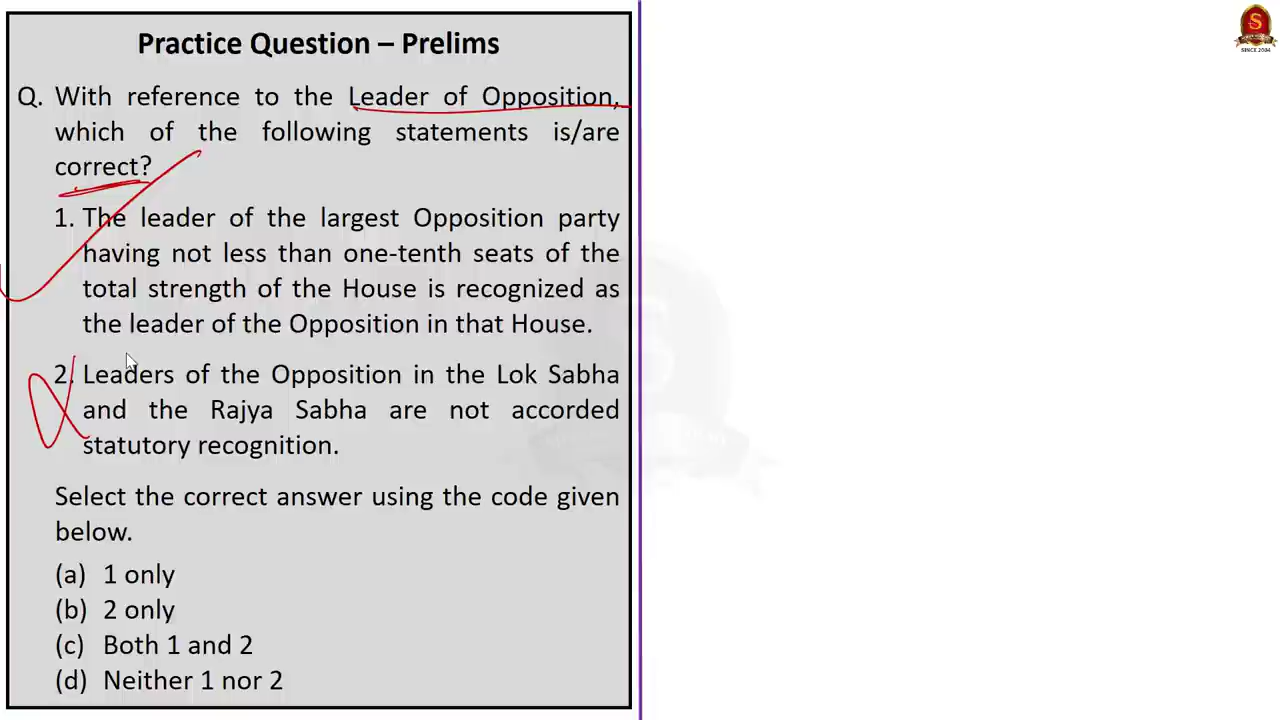 Practice Question – Prelims
Q. With reference to the Leader of Opposition,
which of the following statements is/are
correct?
1. The leader of the largest Opposition party
having not less than one-tenth seats of the
total strength of the House is recognized as
the leader of the Opposition in that House.
2. Leaders of the Opposition in the Lok Sabha
and the Rajya Sabha are not accorded
statutory recognition.
Select the correct answer using the code given
below.
(a) 1 only
(b) 2 only
(c) Both 1 and 2
(d) Neither 1 nor 2
S
SINCE 2004